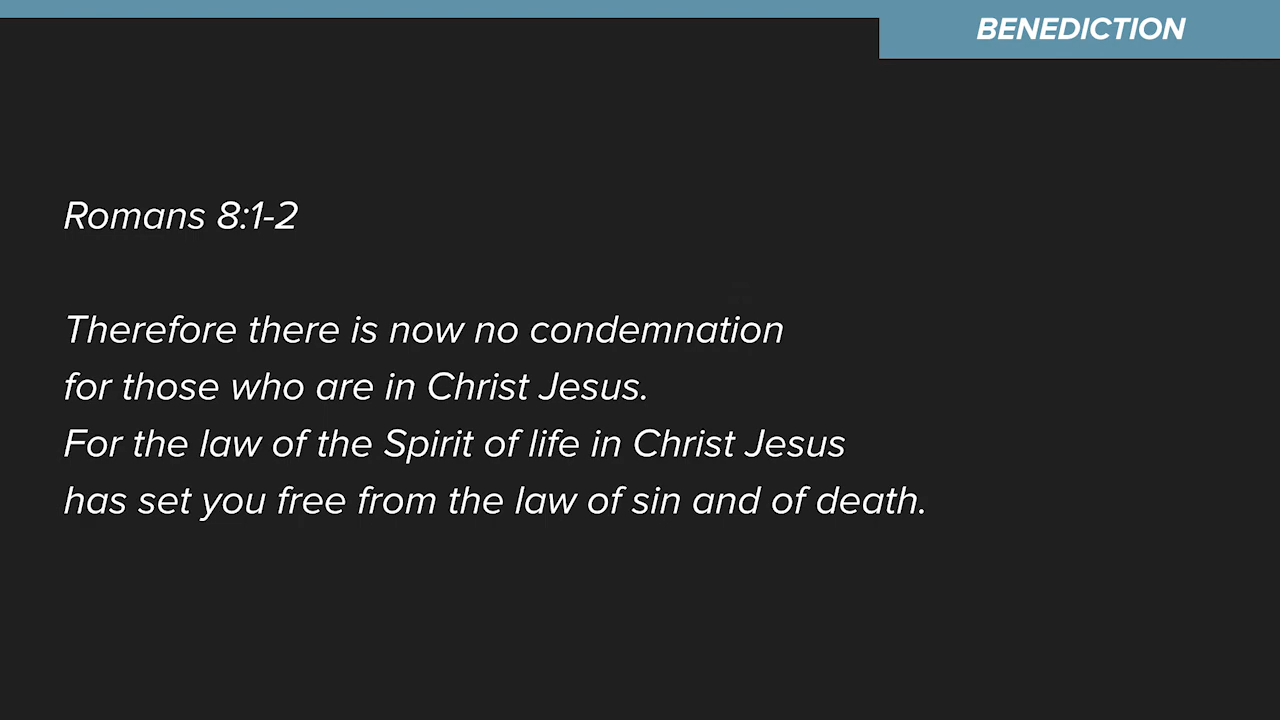 BENEDICTION
Romans 8:1-2
Therefore there is now no condemnation
for those who are in Christ Jesus.
For the law of the Spirit of life in Christ Jesus
has set you free from the law of sin and of death.